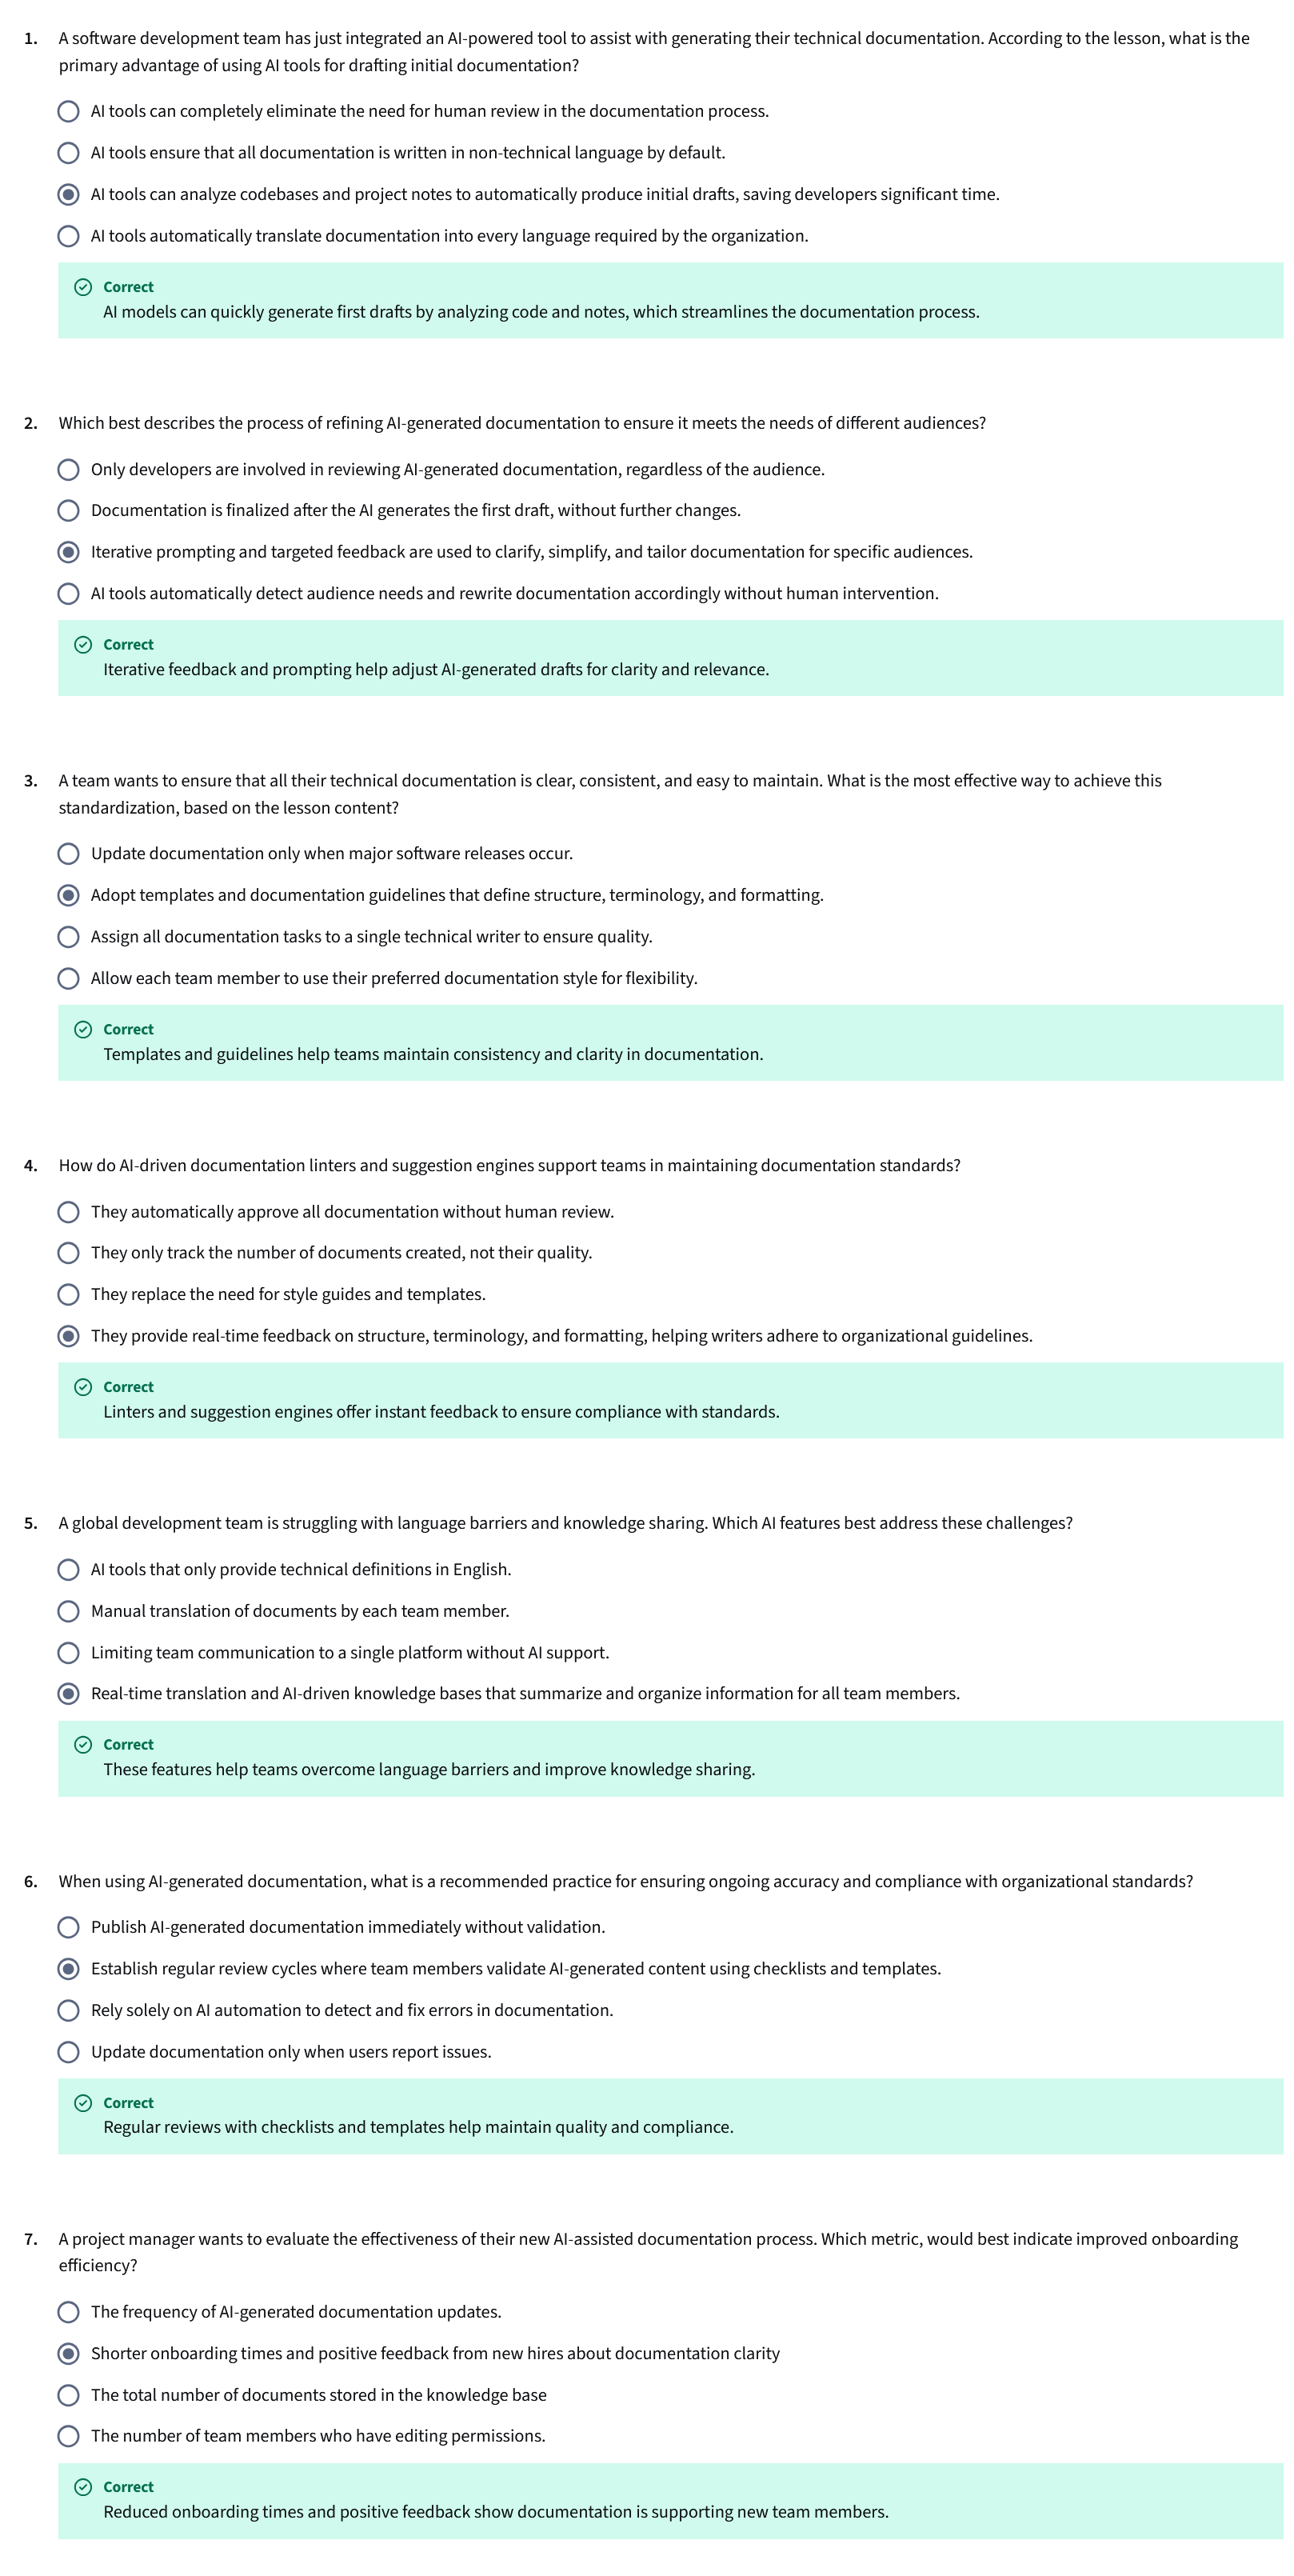 1. A software development team has just integrated an AI-powered tool to assist with generating their technical documentation. According to the lesson, what is the
primary advantage of using AI tools for drafting initial documentation?
AI tools can completely eliminate the need for human review in the documentation process.
AI tools ensure that all documentation is written in non-technical language by default.
AI tools can analyze codebases and project notes to automatically produce initial drafts, saving developers significant time.
AI tools automatically translate documentation into every language required by the organization.
Correct
AI models can quickly generate first drafts by analyzing code and notes, which streamlines the documentation process.
2. Which best describes the process of refining AI-generated documentation to ensure it meets the needs of different audiences?
Only developers are involved in reviewing AI-generated documentation, regardless of the audience.
Documentation is finalized after the AI generates the first draft, without further changes.
Iterative prompting and targeted feedback are used to clarify, simplify, and tailor documentation for specific audiences.
AI tools automatically detect audience needs and rewrite documentation accordingly without human intervention.
Correct
Iterative feedback and prompting help adjust AI-generated drafts for clarity and relevance.
3. A team wants to ensure that all their technical documentation is clear, consistent, and easy to maintain. What is the most effective way to achieve this
standardization, based on the lesson content?
Update documentation only when major software releases occur.
Adopt templates and documentation guidelines that define structure, terminology, and formatting.
Assign all documentation tasks to a single technical writer to ensure quality.
Allow each team member to use their preferred documentation style for flexibility.
Correct
Templates and guidelines help teams maintain consistency and clarity in documentation.
4. How do AI-driven documentation linters and suggestion engines support teams in maintaining documentation standards?
They automatically approve all documentation without human review.
They only track the number of documents created, not their quality.
They replace the need for style guides and templates.
They provide real-time feedback on structure, terminology, and formatting, helping writers adhere to organizational guidelines.
Correct
Linters and suggestion engines offer instant feedback to ensure compliance with standards.
5. A global development team is struggling with language barriers and knowledge sharing. Which AI features best address these challenges?
AI tools that only provide technical definitions in English.
Manual translation of documents by each team member.
Limiting team communication to a single platform without AI support.
Real-time translation and AI-driven knowledge bases that summarize and organize information for all team members.
Correct
These features help teams overcome language barriers and improve knowledge sharing.
6. When using AI-generated documentation, what is a recommended practice for ensuring ongoing accuracy and compliance with organizational standards?
Publish AI-generated documentation immediately without validation.
Establish regular review cycles where team members validate AI-generated content using checklists and templates.
Rely solely on AI automation to detect and fix errors in documentation.
Update documentation only when users report issues.
Correct
Regular reviews with checklists and templates help maintain quality and compliance.
7. A project manager wants to evaluate the effectiveness of their new AI-assisted documentation process. Which metric, would best indicate improved onboarding
efficiency?
The frequency of AI-generated documentation updates.
Shorter onboarding times and positive feedback from new hires about documentation clarity
The total number of documents stored in the knowledge base
The number of team members who have editing permissions.
Correct
Reduced onboarding times and positive feedback show documentation is supporting new team members.